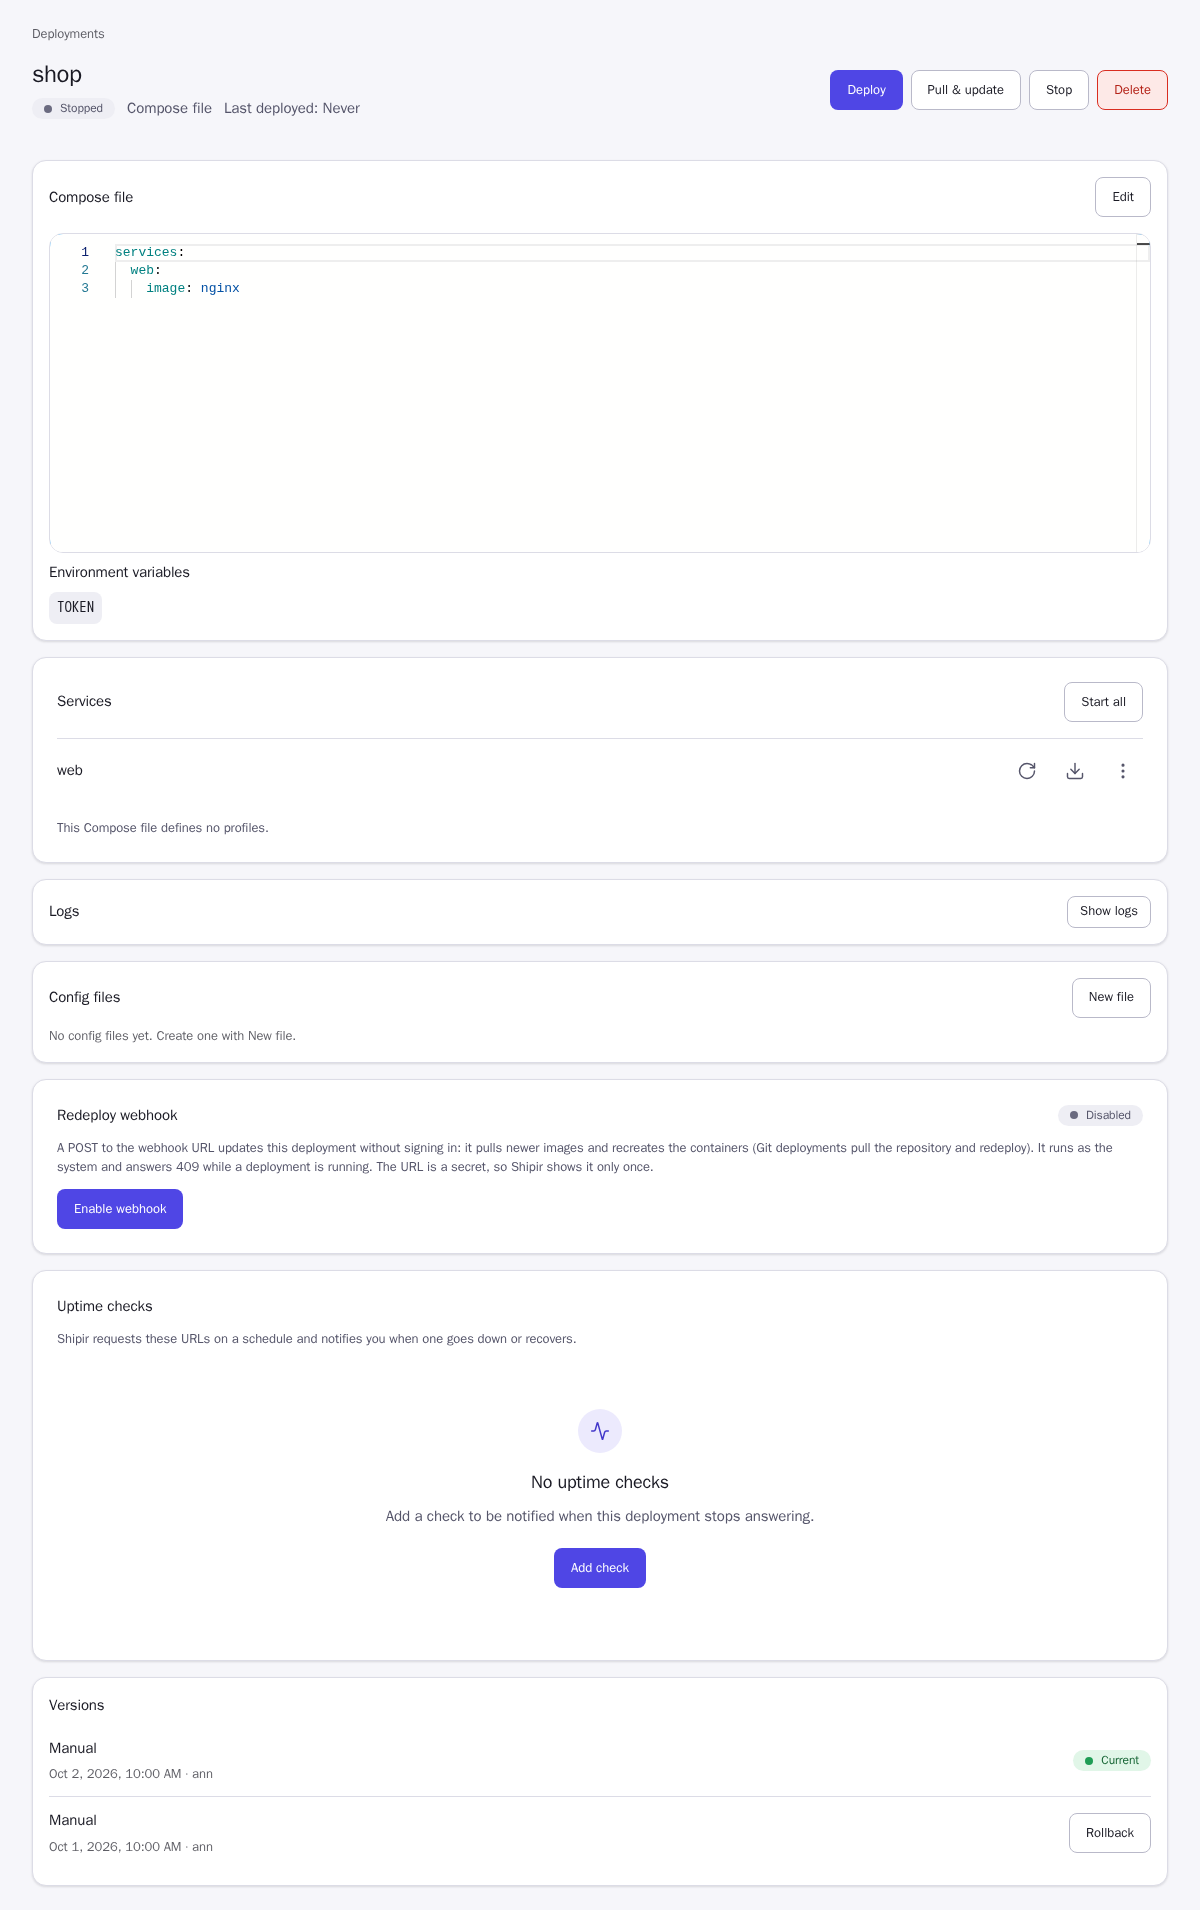 Deployments
shop
Stopped Compose file Last deployed: Never
Deploy Pull & update Stop Delete
Compose file
Edit
1 services:
2 web:
3 image: nginx
Environment variables
TOKEN
Services
Start all
web
This Compose file defines no profiles.
Logs
Show logs
Config files
New file
No config files yet. Create one with New file.
Redeploy webhook
Disabled
A POST to the webhook URL updates this deployment without signing in: it pulls newer images and recreates the containers (Git deployments pull the repository and redeploy). It runs as the
system and answers 409 while a deployment is running. The URL is a secret, so Shipir shows it only once.
Enable webhook
Uptime checks
Shipir requests these URLs on a schedule and notifies you when one goes down or recovers.
No uptime checks
Add a check to be notified when this deployment stops answering.
Add check
Versions
Manual
Oct 2, 2026, 10:00 AM · ann
Current
Manual
Oct 1, 2026, 10:00 AM · ann
Rollback